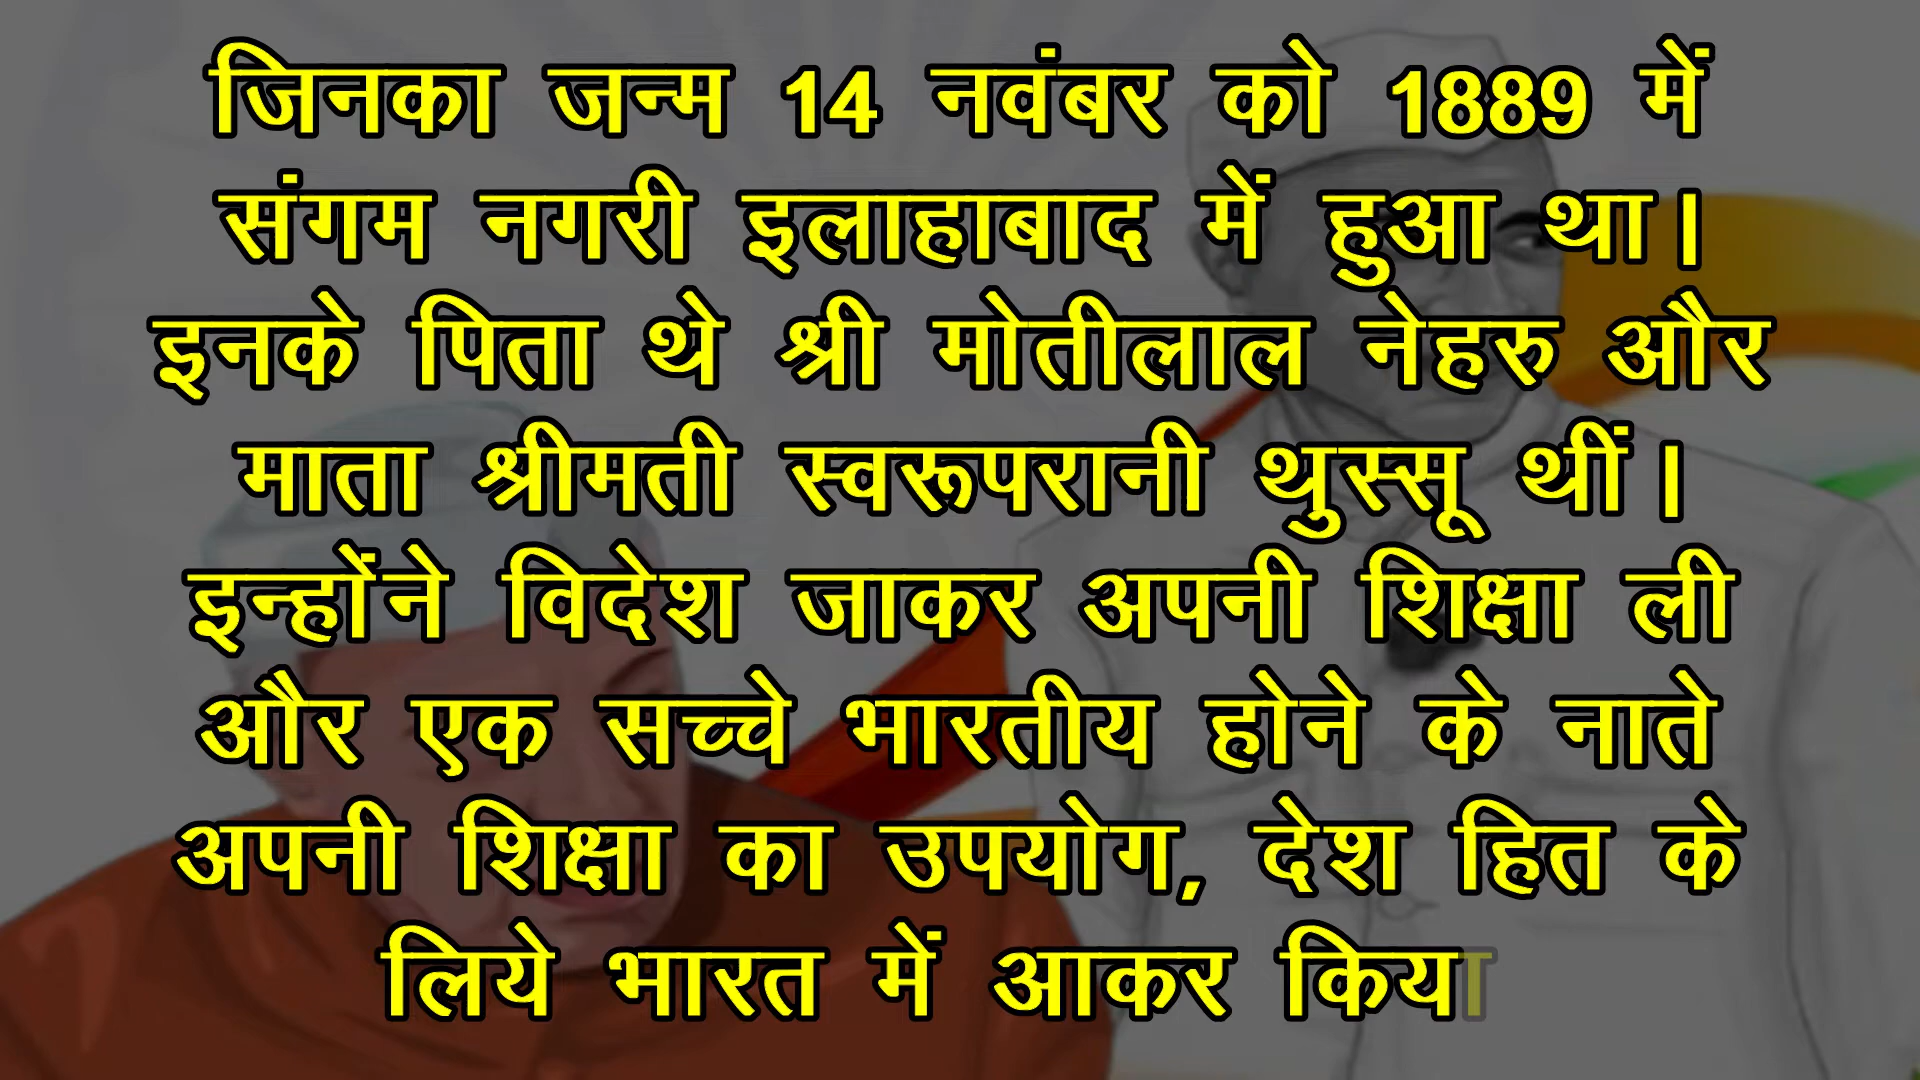 जिनका जन्म 14 नवंबर को 1889 में
संगम नगरी इलाहाबाद में हुआ था।
इनके पिता थे श्री मोतीलाल नेहरु और
माता श्रीमती स्वरूपरानी थुस्सू थीं।
इन्होंने विदेश जाकर अपनी शिक्षा ली
और एक सच्चे भारतीय होने के नाते
अपनी शिक्षा का उपयोग, देश हित के
लिये भारत में आकर किया